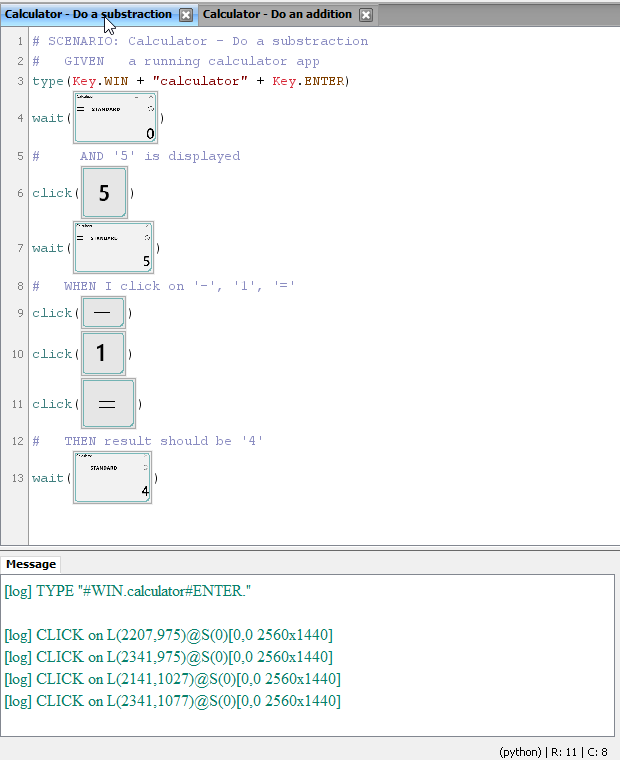 Calculator - Do a substraction Calculator - Do an addition
1 # SCENARIO: Calculator - Do a substraction
2 #   GIVEN   a running calculator app
3 type(Key.WIN + "calculator" + Key.ENTER)
4 wait( STANDARD 0 )
5 #     AND '5' is displayed
6 click( 5 )
7 wait( STANDARD 5 )
8 #   WHEN I click on '-', '1', '='
9 click( − )
10 click( 1 )
11 click( = )
12 #   THEN result should be '4'
13 wait( STANDARD 4 )
Message
[log] TYPE "#WIN.calculator#ENTER."
[log] CLICK on L(2207,975)@S(0)[0,0 2560x1440]
[log] CLICK on L(2341,975)@S(0)[0,0 2560x1440]
[log] CLICK on L(2141,1027)@S(0)[0,0 2560x1440]
[log] CLICK on L(2341,1077)@S(0)[0,0 2560x1440]
(python) | R: 11 | C: 8